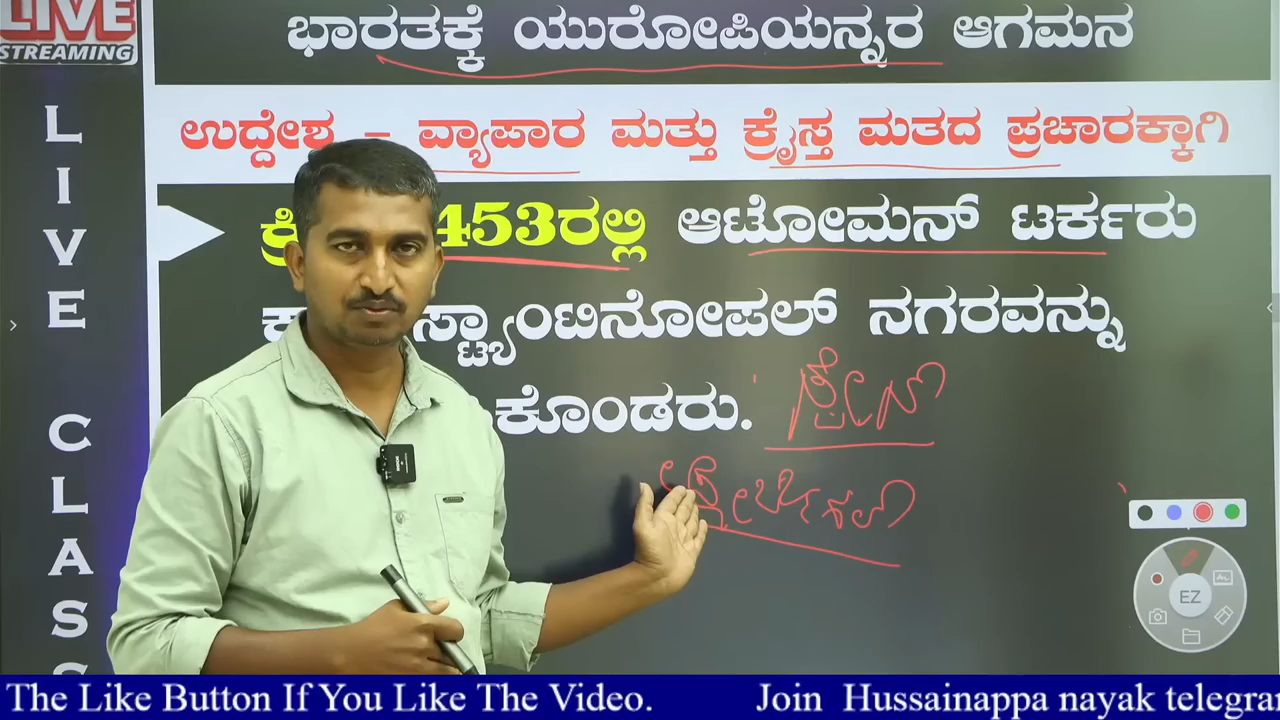 LIVE
STREAMING
ಭಾರತಕ್ಕೆ ಯುರೋಪಿಯನ್ನರ ಆಗಮನ
ಉದ್ದೇಶ – ವ್ಯಾಪಾರ ಮತ್ತು ಕ್ರೈಸ್ತ ಮತದ ಪ್ರಚಾರಕ್ಕಾಗಿ
453ರಲ್ಲಿ ಆಟೋಮನ್ ಟರ್ಕರು
ಸ್ಟ್ಯಾಂಟಿನೋಪಲ್ ನಗರವನ್ನು
ಕೊಂಡರು. ಸ್ಪೇನ್
LIVE CLASS
EZ
The Like Button If You Like The Video. Join Hussainappa nayak telegra